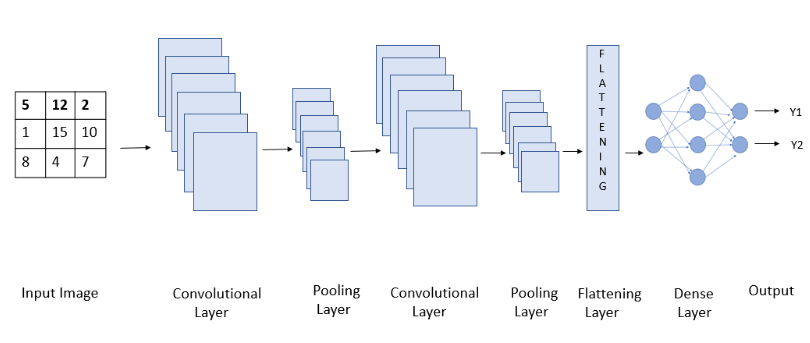 5 12 2
1 15 10
8 4 7
F
L
A
T
T
E
N
I
N
G
Y1
Y2
Input Image
Convolutional
Layer
Pooling
Layer
Convolutional
Layer
Pooling
Layer
Flattening
Layer
Dense
Layer
Output